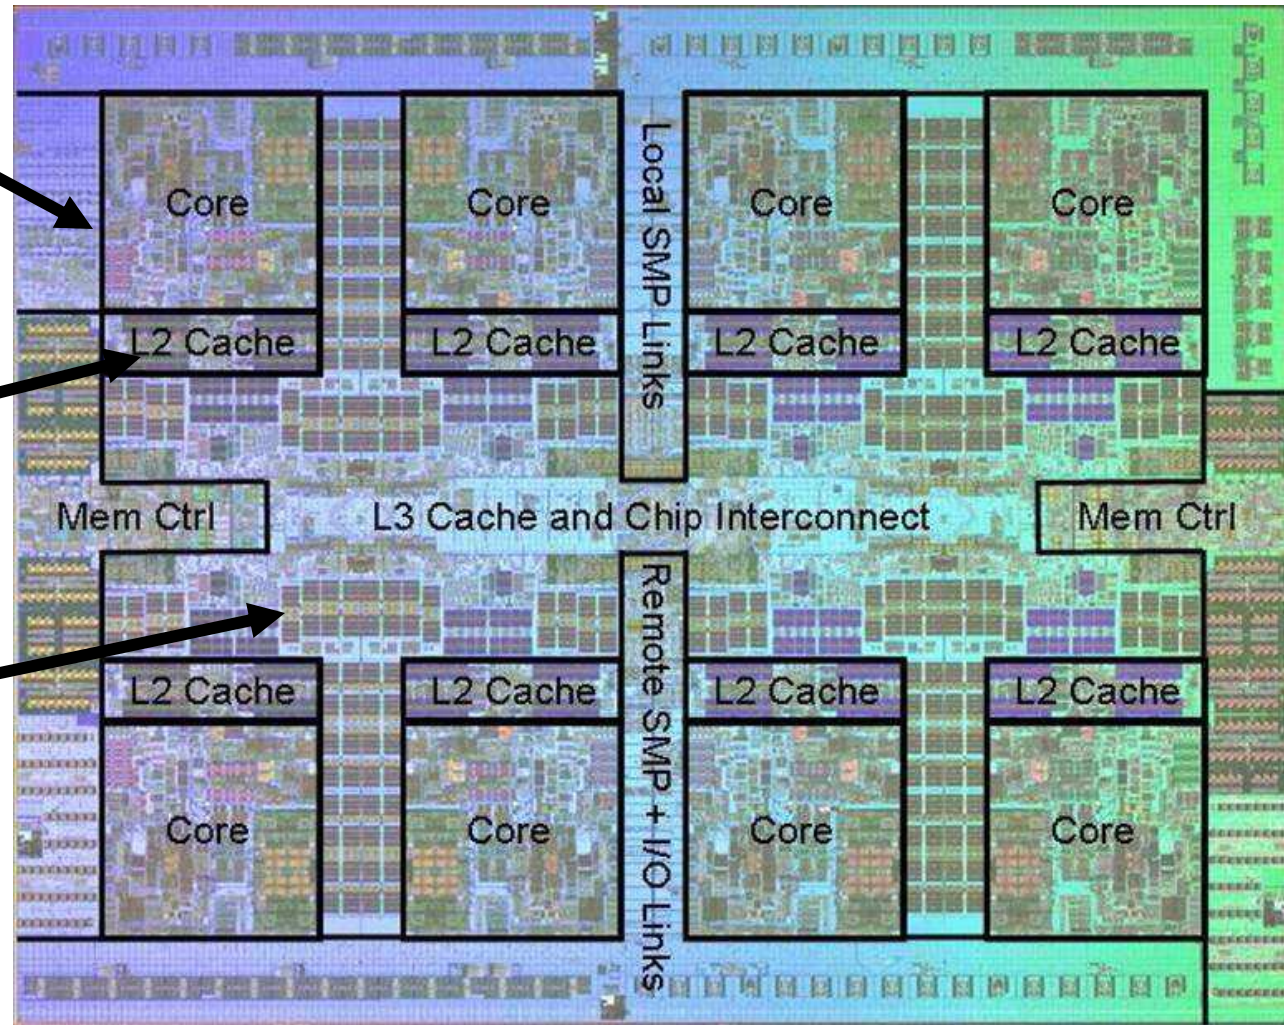 Core
Core
Core
Core
Local SMP Links
L2 Cache
L2 Cache
L2 Cache
L2 Cache
Mem Ctrl
L3 Cache and Chip Interconnect
Mem Ctrl
Remote SMP + I/O Links
L2 Cache
L2 Cache
L2 Cache
L2 Cache
Core
Core
Core
Core